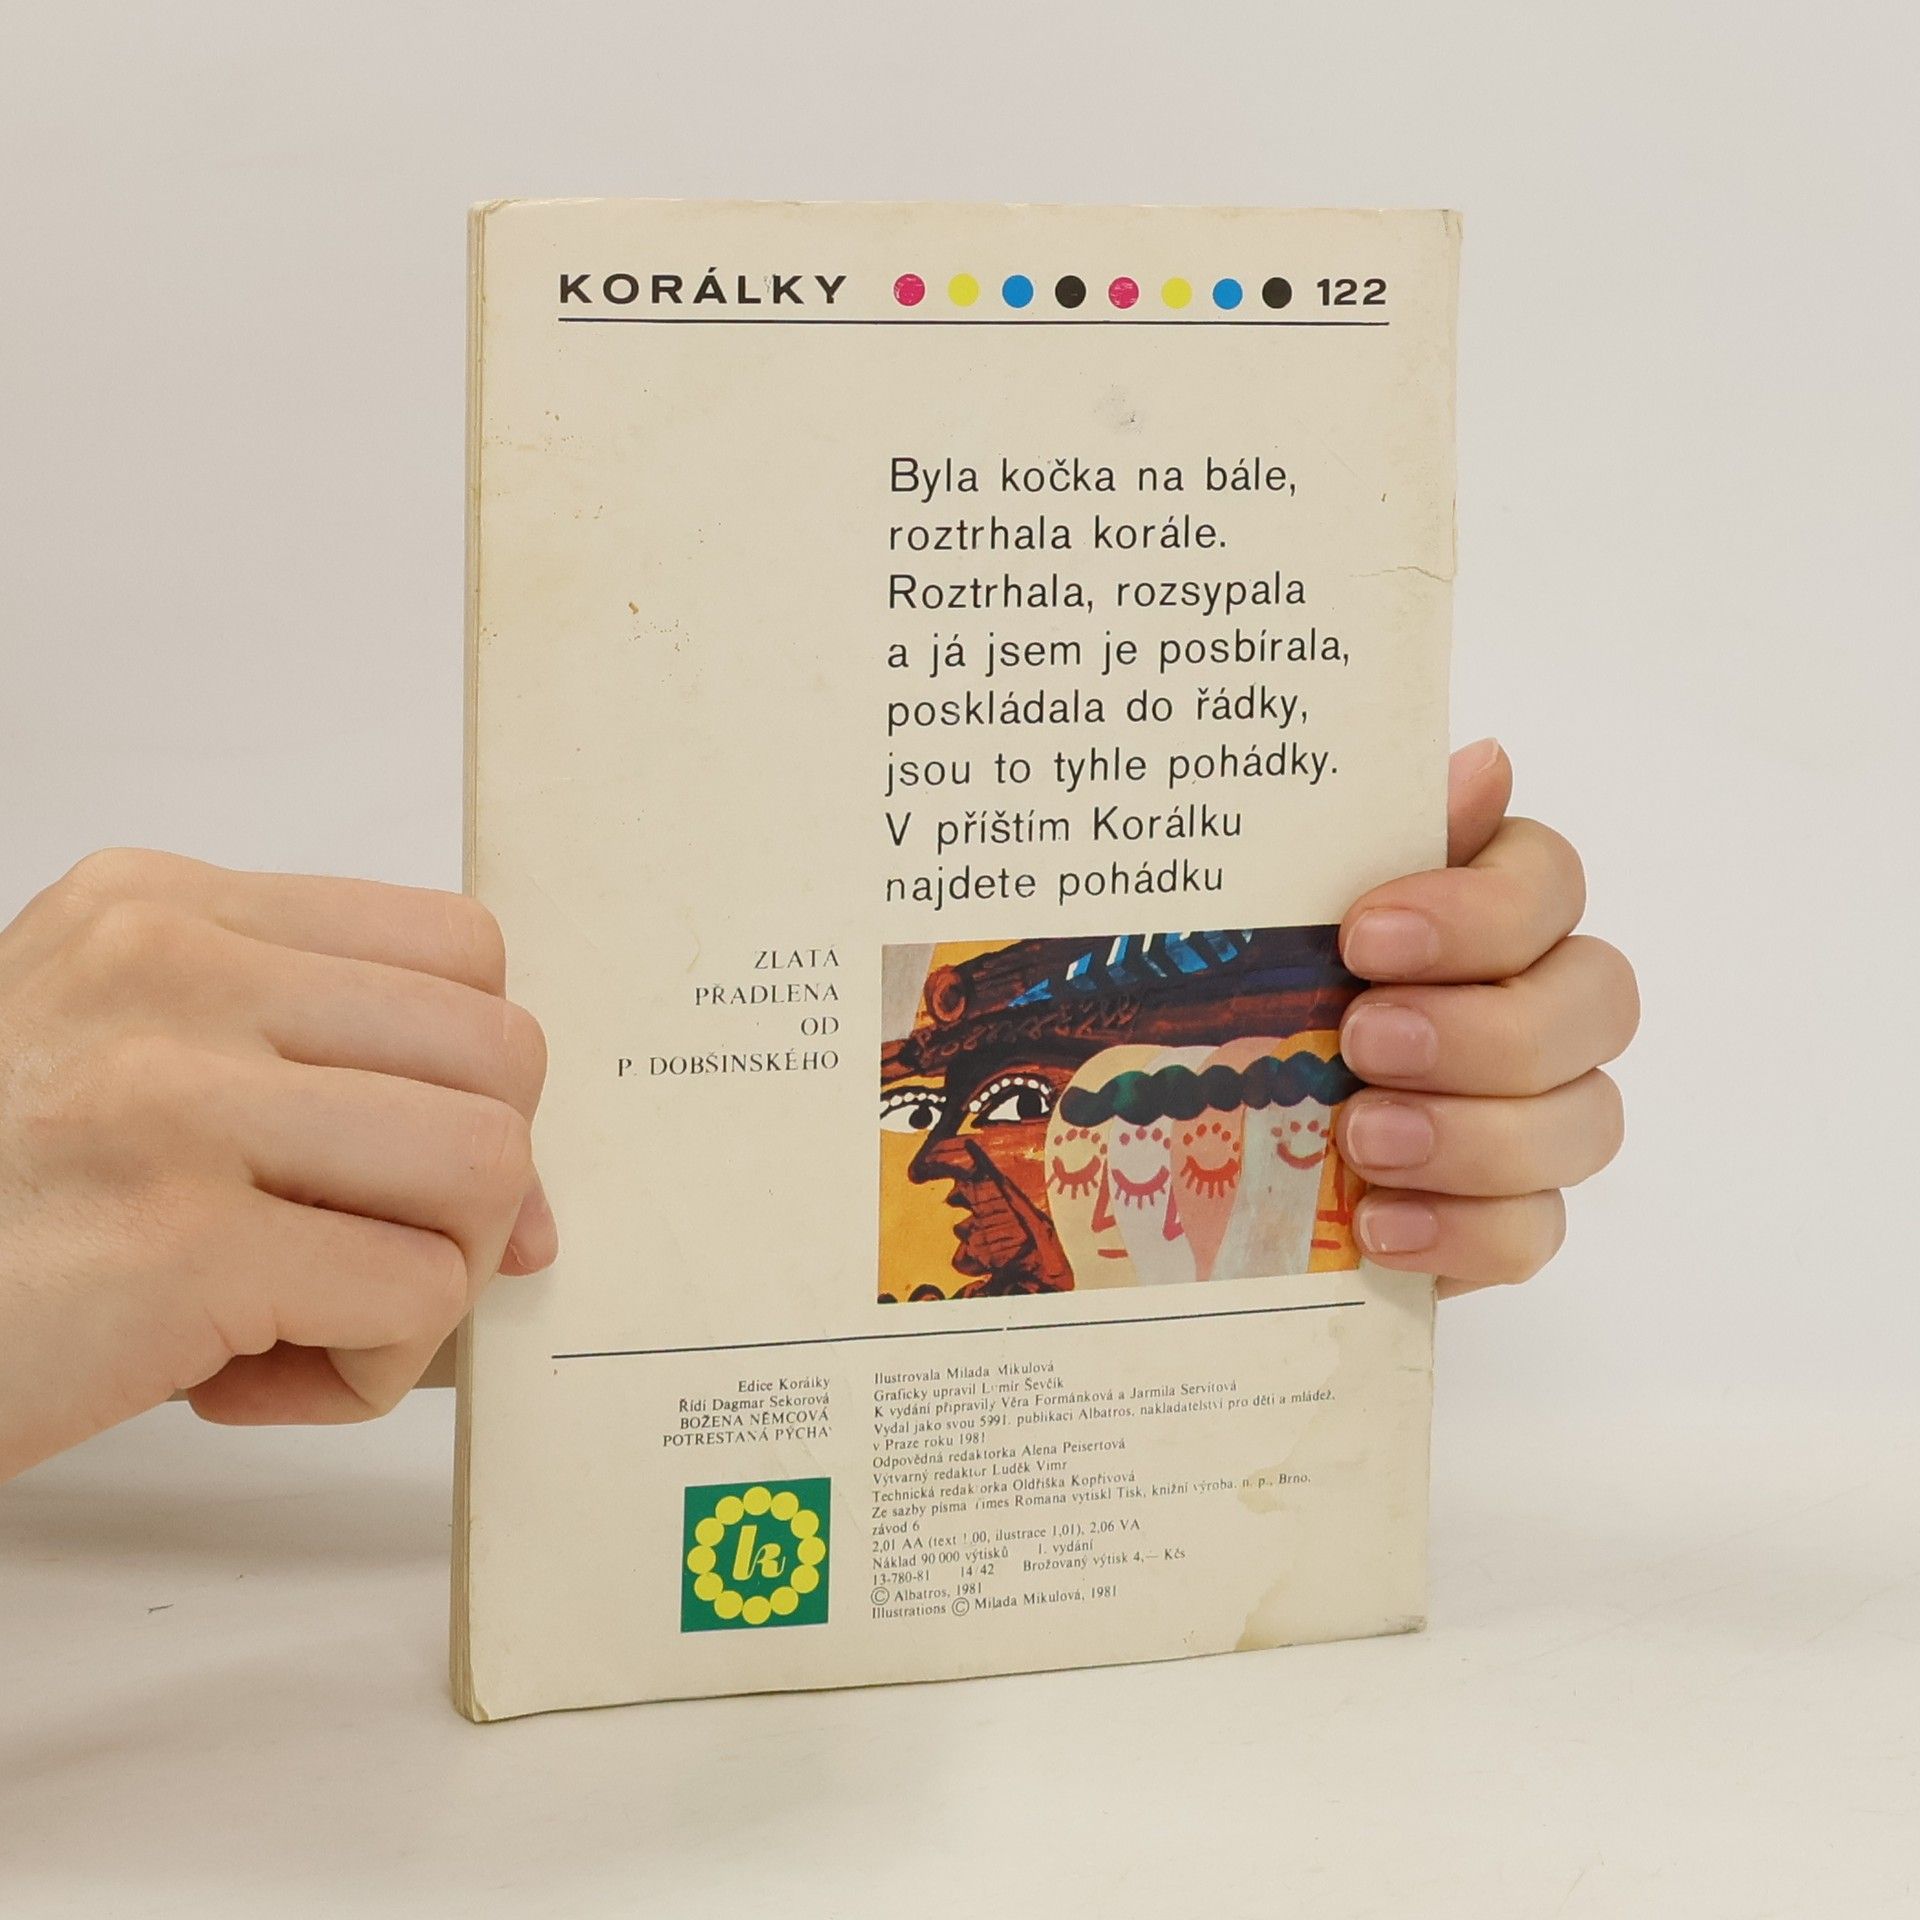 KORÁLKY 122
Byla kočka na bále,
roztrhala korále.
Roztrhala, rozsypala
a já jsem je posbírala,
poskládala do řádky,
jsou to tyhle pohádky.
V příštím Korálku
najdete pohádku
ZLATÁ
PŘADLENA
OD
P. DOBŠINSKÉHO
Edice Korálky
Řídí Dagmar Sekorová
BOŽENA NĚMCOVÁ
POTRESTANÁ PÝCHA
k
Ilustrovala Milada Mikulová
Graficky upravil Lumír Ševčík
K vydání připravily Věra Formánková a Jarmila Servítová
Vydal jako svou 5991. publikaci Albatros, nakladatelství pro děti a mládež,
v Praze roku 1981
Odpovědná redaktorka Alena Peisertová
Výtvarný redaktor Luděk Vimr
Technická redaktorka Oldřiška Kopřivová
Ze sazby písma Times Romana vytiskl Tisk, knižní výroba, n. p., Brno,
závod 6
2,01 AA (text 1,00, ilustrace 1,01), 2,06 VA
Náklad 90 000 výtisků 1. vydání
13-780-81 14/42 Brožovaný výtisk 4,— Kčs
© Albatros, 1981
Illustrations © Milada Mikulová, 1981